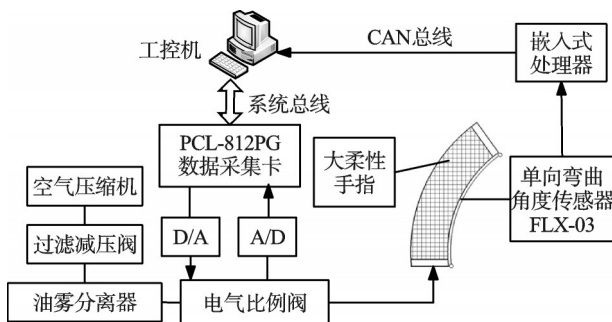 工控机
CAN总线
嵌入式
处理器
系统总线
PCL-812PG
数据采集卡
大柔性
手指
单向弯曲
角度传感器
FLX-03
空气压缩机
过滤减压阀
油雾分离器
D/A
A/D
电气比例阀